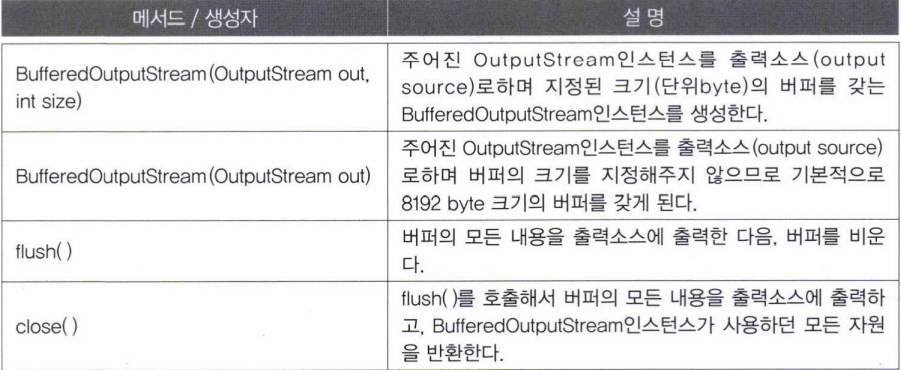 메서드 / 생성자
설 명
BufferedOutputStream(OutputStream out,
int size)
주어진 OutputStream인스턴스를 출력소스(output
source)로하며 지정된 크기(단위byte)의 버퍼를 갖는
BufferedOutputStream인스턴스를 생성한다.
BufferedOutputStream(OutputStream out)
주어진 OutputStream인스턴스를 출력소스(output source)
로하며 버퍼의 크기를 지정해주지 않으므로 기본적으로
8192 byte 크기의 버퍼를 갖게 된다.
flush( )
버퍼의 모든 내용을 출력소스에 출력한 다음, 버퍼를 비운
다.
close( )
flush( )를 호출해서 버퍼의 모든 내용을 출력소스에 출력하
고, BufferedOutputStream인스턴스가 사용하던 모든 자원
을 반환한다.